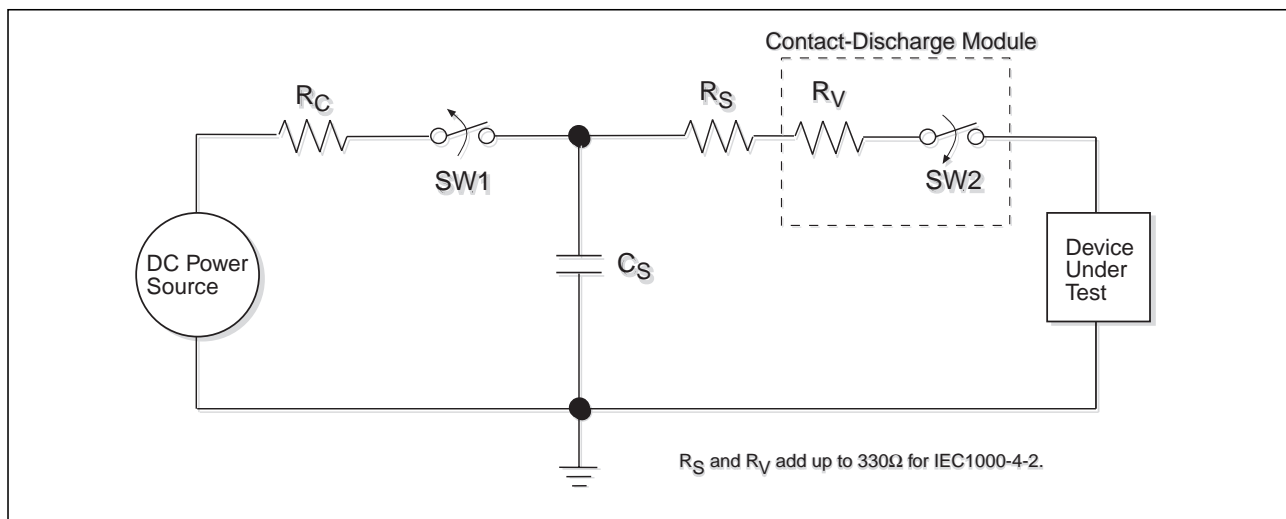 Contact-Discharge Module
RC
RS
RV
SW1
SW2
DC Power
Source
CS
Device
Under
Test
RS and RV add up to 330Ω for IEC1000-4-2.